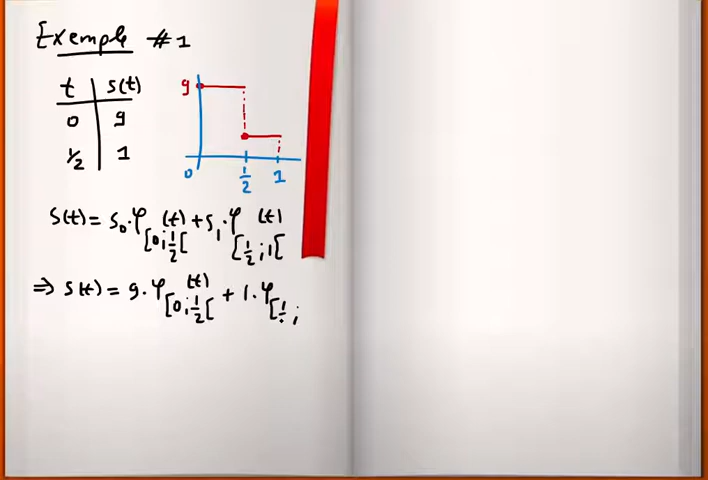 Exemple #1
t s(t)
0 9
1/2 1
9
0 1/2 1
s(t) = s₀.φ[0;1/2[(t) + s₁.φ[1/2;1[(t)
⇒ s(t) = 9.φ[0;1/2[(t) + 1.φ[1/2;